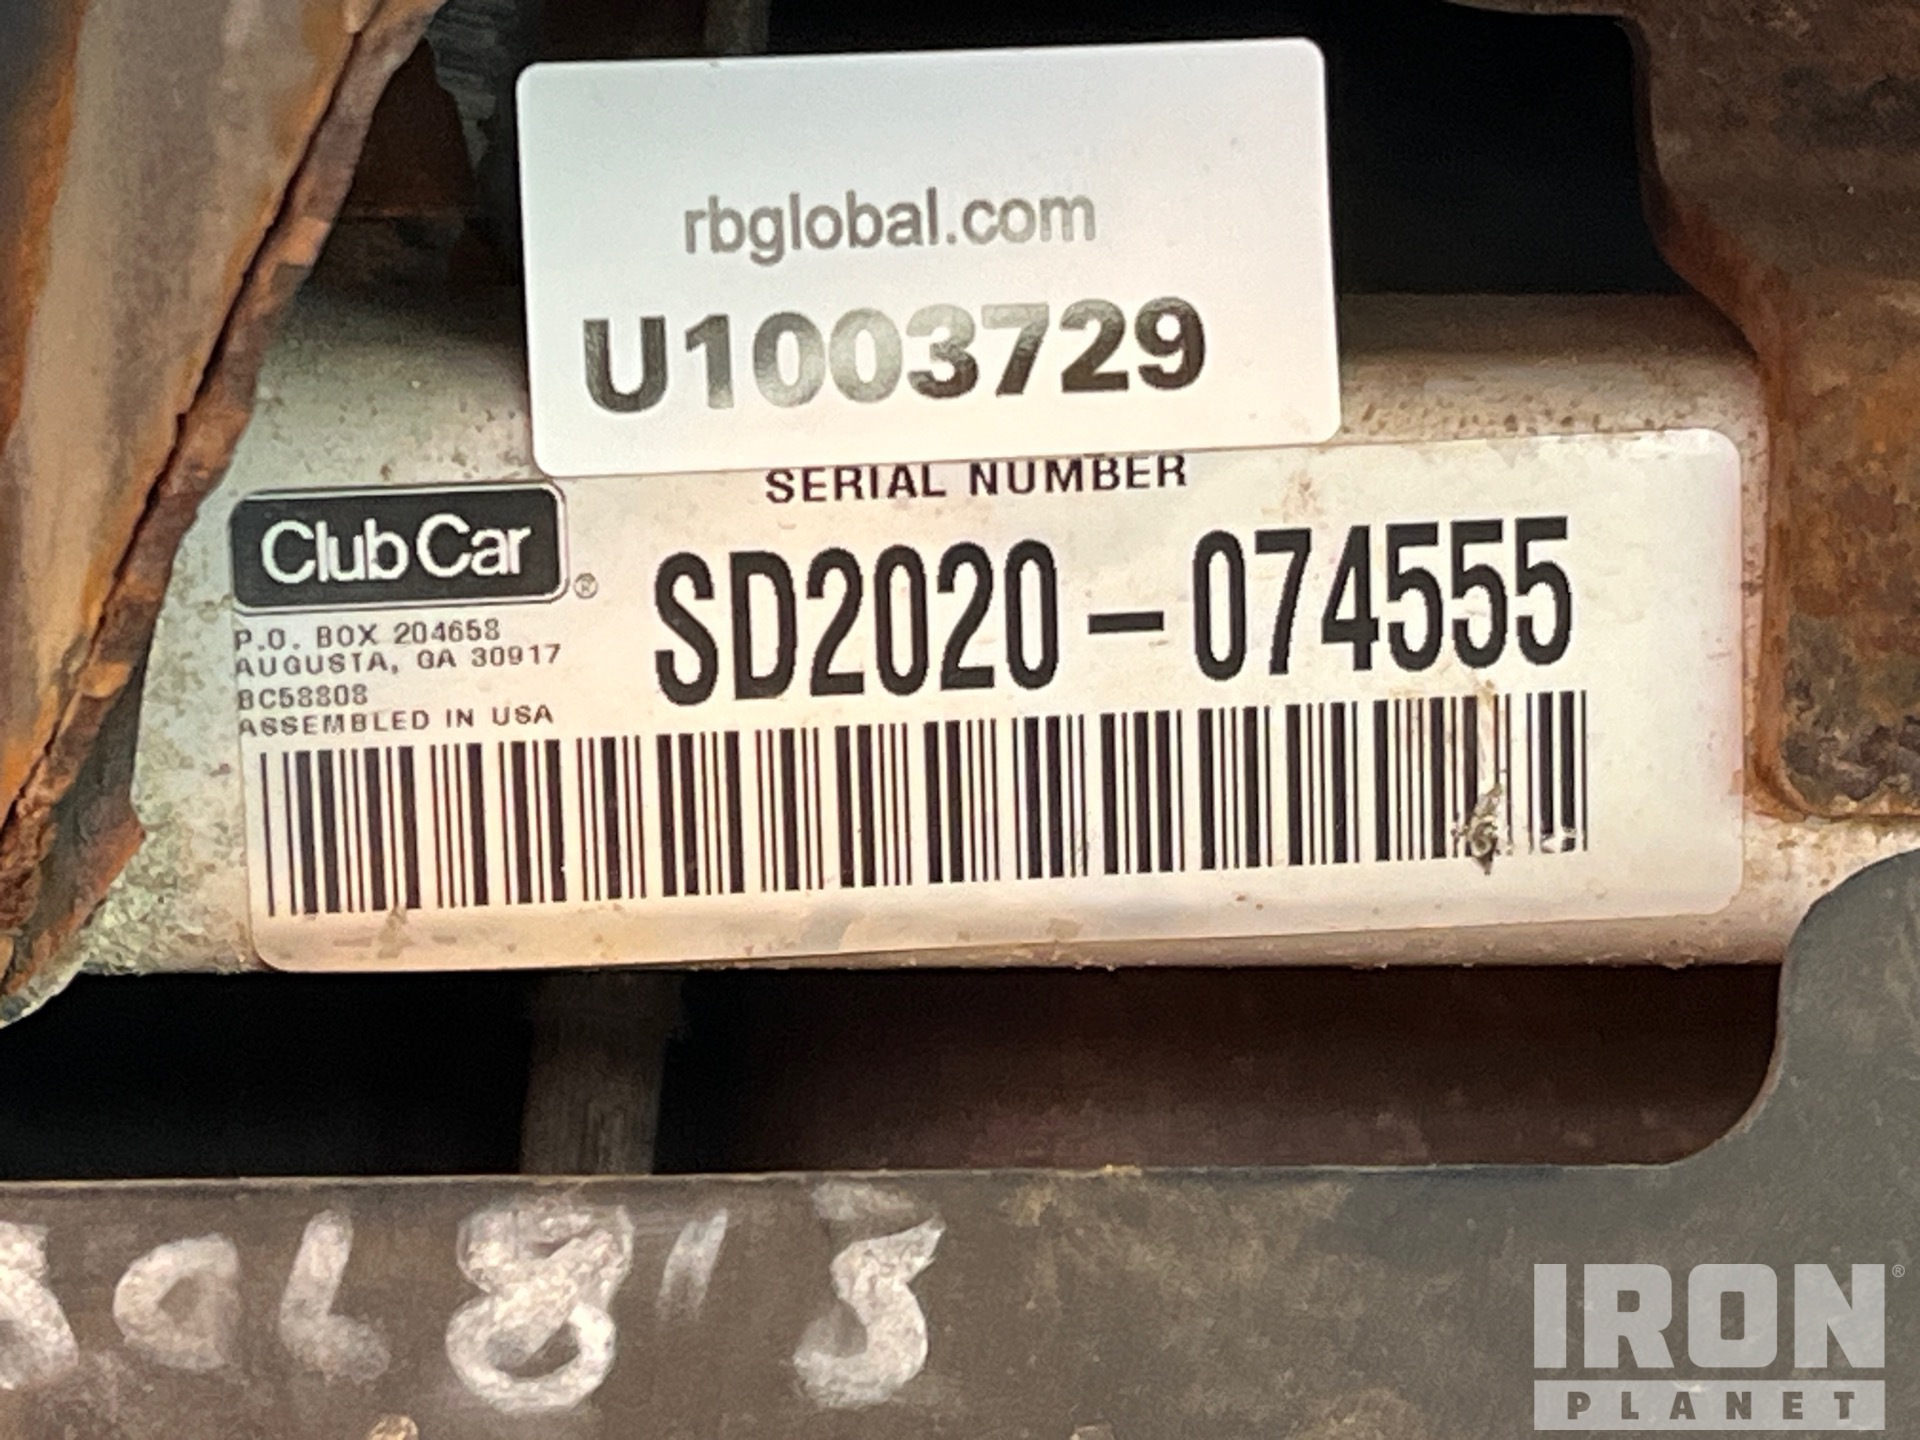 rbglobal.com
U1003729
SERIAL NUMBER
Club Car®
SD2020-074555
P.O. BOX 204658
AUGUSTA, GA 30917
BC58808
ASSEMBLED IN USA
IRON®
PLANET